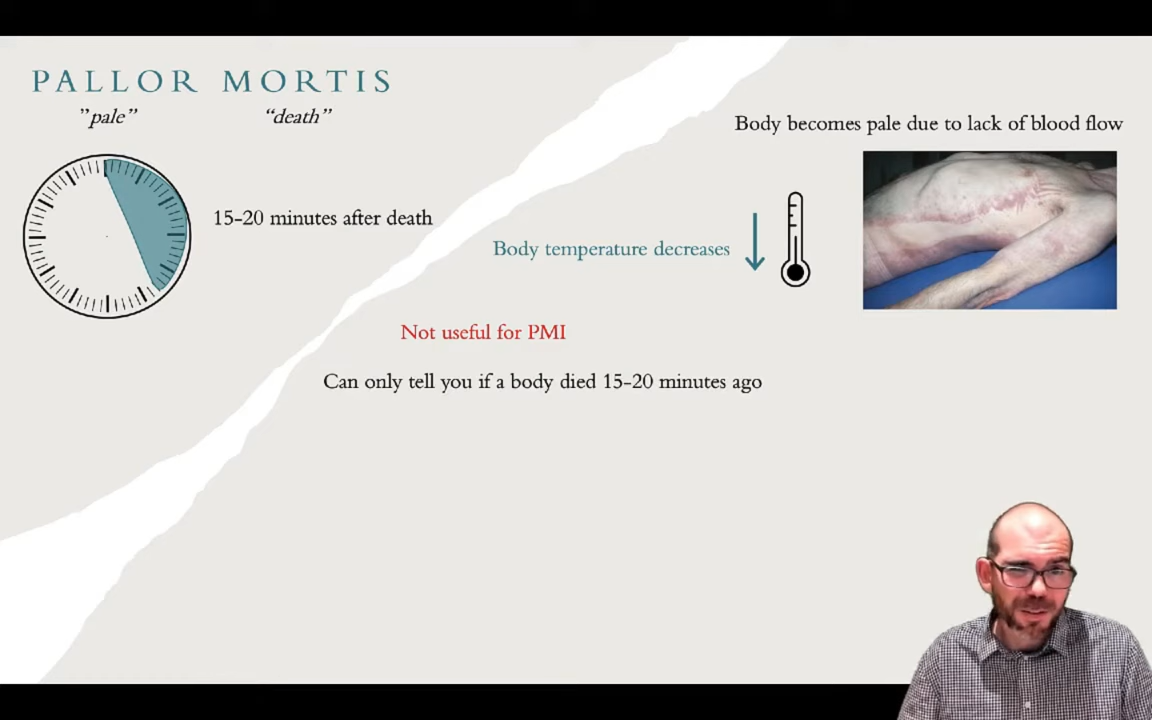 PALLOR MORTIS
"pale" "death"
Body becomes pale due to lack of blood flow
15-20 minutes after death
Body temperature decreases
Not useful for PMI
Can only tell you if a body died 15-20 minutes ago